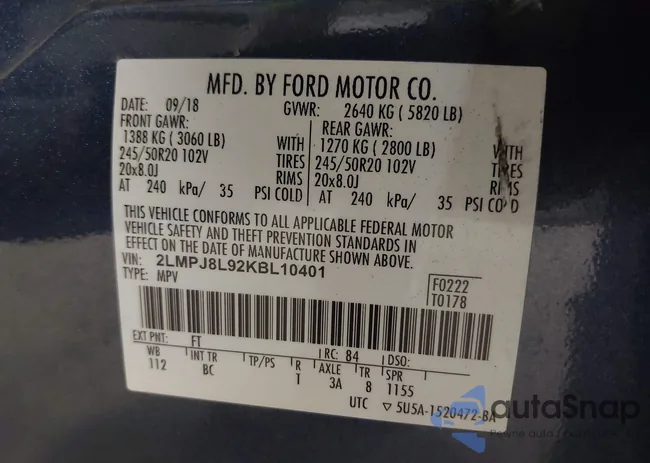 MFD. BY FORD MOTOR CO.
DATE: 09/18 GVWR: 2640 KG ( 5820 LB)
FRONT GAWR: REAR GAWR:
1388 KG ( 3060 LB) WITH 1270 KG ( 2800 LB) WITH
245/50R20 102V TIRES 245/50R20 102V TIRES
20x8.0J RIMS 20x8.0J RIMS
AT 240 kPa/ 35 PSI COLD AT 240 kPa/ 35 PSI COLD
THIS VEHICLE CONFORMS TO ALL APPLICABLE FEDERAL MOTOR
VEHICLE SAFETY AND THEFT PREVENTION STANDARDS IN
EFFECT ON THE DATE OF MANUFACTURE SHOWN ABOVE.
VIN: 2LMPJ8L92KBL10401
TYPE: MPV
F0222
T0178
EXT PNT: FT RC: 84 DSO:
WB INT TR TP/PS R AXLE TR SPR
112 BC T 3A 8 1155
UTC ▽ 5U5A-1520472-BA
autoSnap